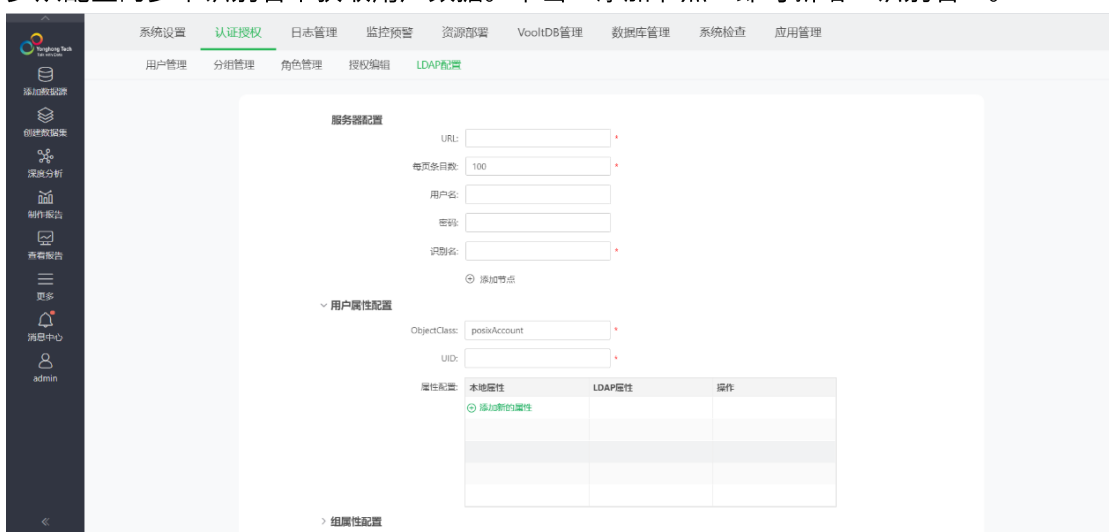 系统设置 认证授权 日志管理 监控预警 资源部署 VooltDB管理 数据库管理 系统检查 应用管理
用户管理 分组管理 角色管理 授权编辑 LDAP配置
Yonghong Tech
添加数据源
创建数据集
深度分析
制作报告
查看报告
更多
消息中心
admin
服务器配置
URL: *
每页条目数: 100 *
用户名:
密码:
识别名: *
添加节点
用户属性配置
ObjectClass: posixAccount *
UID: *
属性配置: 本地属性 LDAP属性 操作
添加新的属性
组属性配置